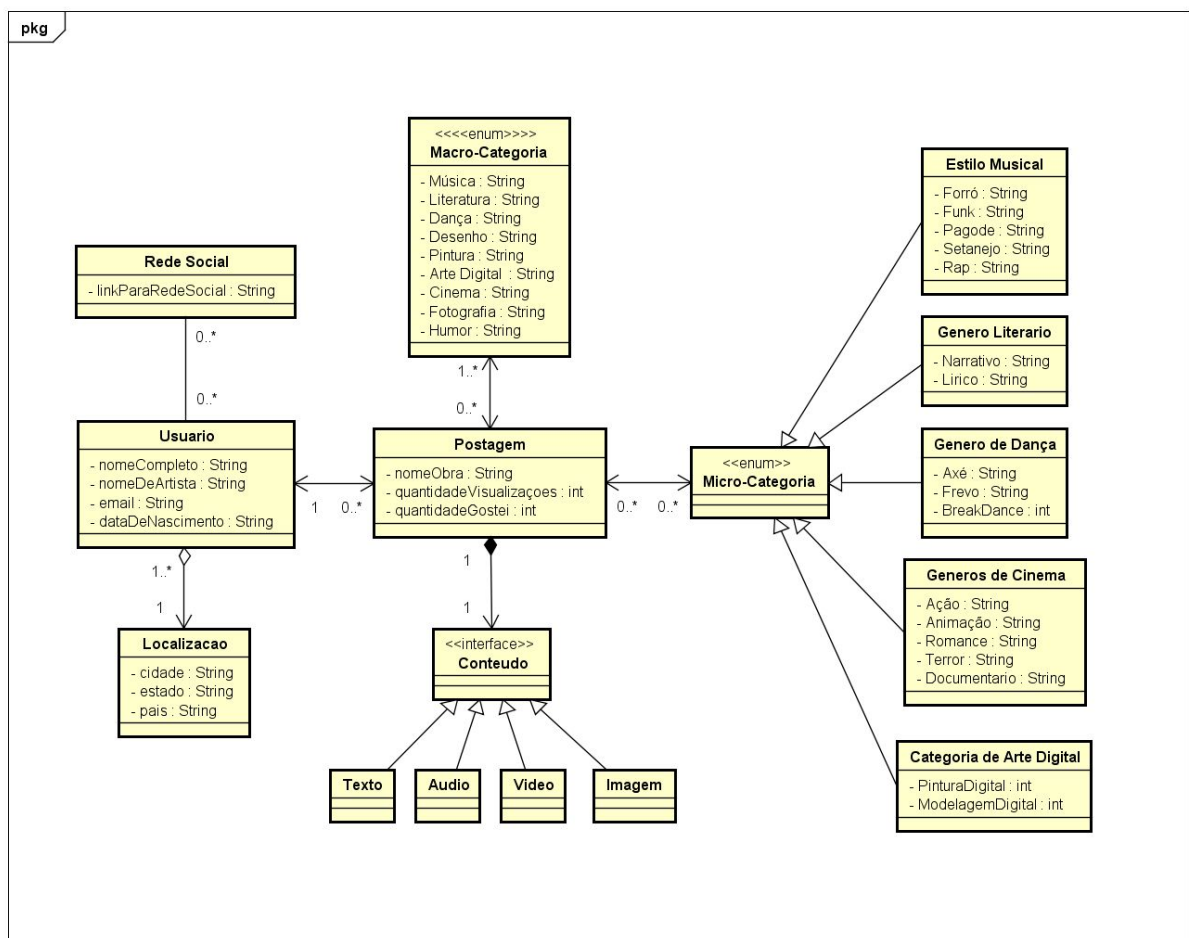 pkg
<<<<enum>>>>
Macro-Categoria
- Música : String
- Literatura : String
- Dança : String
- Desenho : String
- Pintura : String
- Arte Digital : String
- Cinema : String
- Fotografia : String
- Humor : String
Estilo Musical
- Forró : String
- Funk : String
- Pagode : String
- Setanejo : String
- Rap : String
Rede Social
- linkParaRedeSocial : String
0..*
0..*
1..*
0..*
Genero Literario
- Narrativo : String
- Lirico : String
Usuario
- nomeCompleto : String
- nomeDeArtista : String
- email : String
- dataDeNascimento : String
1
0..*
Postagem
- nomeObra : String
- quantidadeVisualizaçoes : int
- quantidadeGostei : int
0..*
0..*
<<enum>>
Micro-Categoria
Genero de Dança
- Axé : String
- Frevo : String
- BreakDance : int
1..*
1
1
1
Generos de Cinema
- Ação : String
- Animação : String
- Romance : String
- Terror : String
- Documentario : String
Localizacao
- cidade : String
- estado : String
- pais : String
<<interface>>
Conteudo
Texto
Audio
Video
Imagem
Categoria de Arte Digital
- PinturaDigital : int
- ModelagemDigital : int